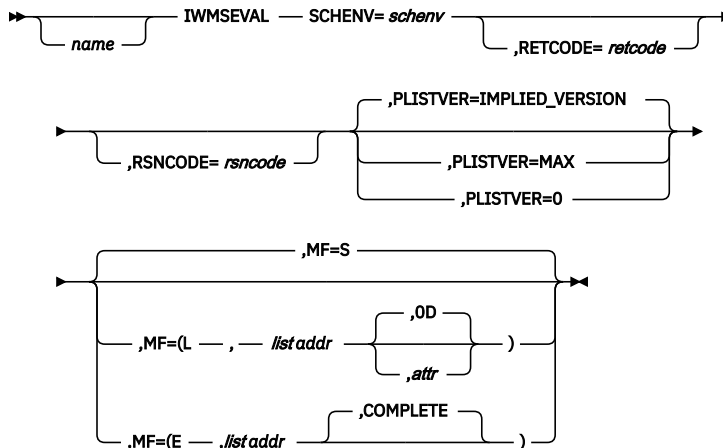 IWMSEVAL SCHENV= schenv
name
,RETCODE= retcode
,PLISTVER=IMPLIED_VERSION
,RSNCODE= rsncode
,PLISTVER=MAX
,PLISTVER=0
,MF=S
,0D
,MF=(L , list addr )
,attr
,COMPLETE
,MF=(E ,list addr )